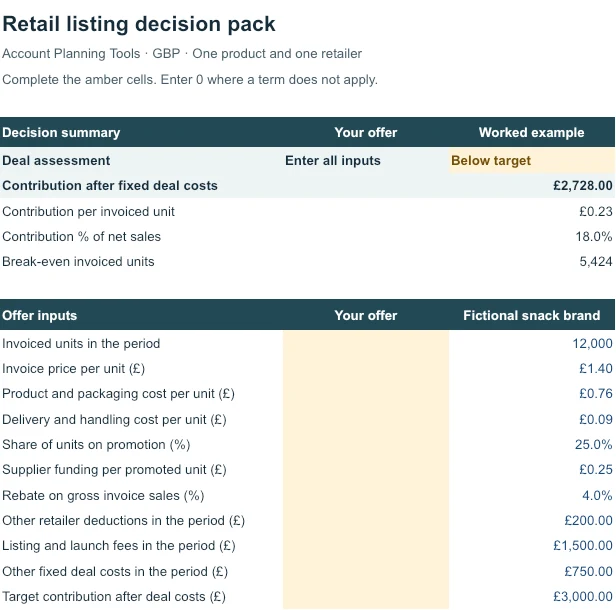 Retail listing decision pack
Account Planning Tools · GBP · One product and one retailer
Complete the amber cells. Enter 0 where a term does not apply.
Decision summary Your offer Worked example
Deal assessment Enter all inputs Below target
Contribution after fixed deal costs £2,728.00
Contribution per invoiced unit £0.23
Contribution % of net sales 18.0%
Break-even invoiced units 5,424
Offer inputs Your offer Fictional snack brand
Invoiced units in the period 12,000
Invoice price per unit (£) £1.40
Product and packaging cost per unit (£) £0.76
Delivery and handling cost per unit (£) £0.09
Share of units on promotion (%) 25.0%
Supplier funding per promoted unit (£) £0.25
Rebate on gross invoice sales (%) 4.0%
Other retailer deductions in the period (£) £200.00
Listing and launch fees in the period (£) £1,500.00
Other fixed deal costs in the period (£) £750.00
Target contribution after deal costs (£) £3,000.00